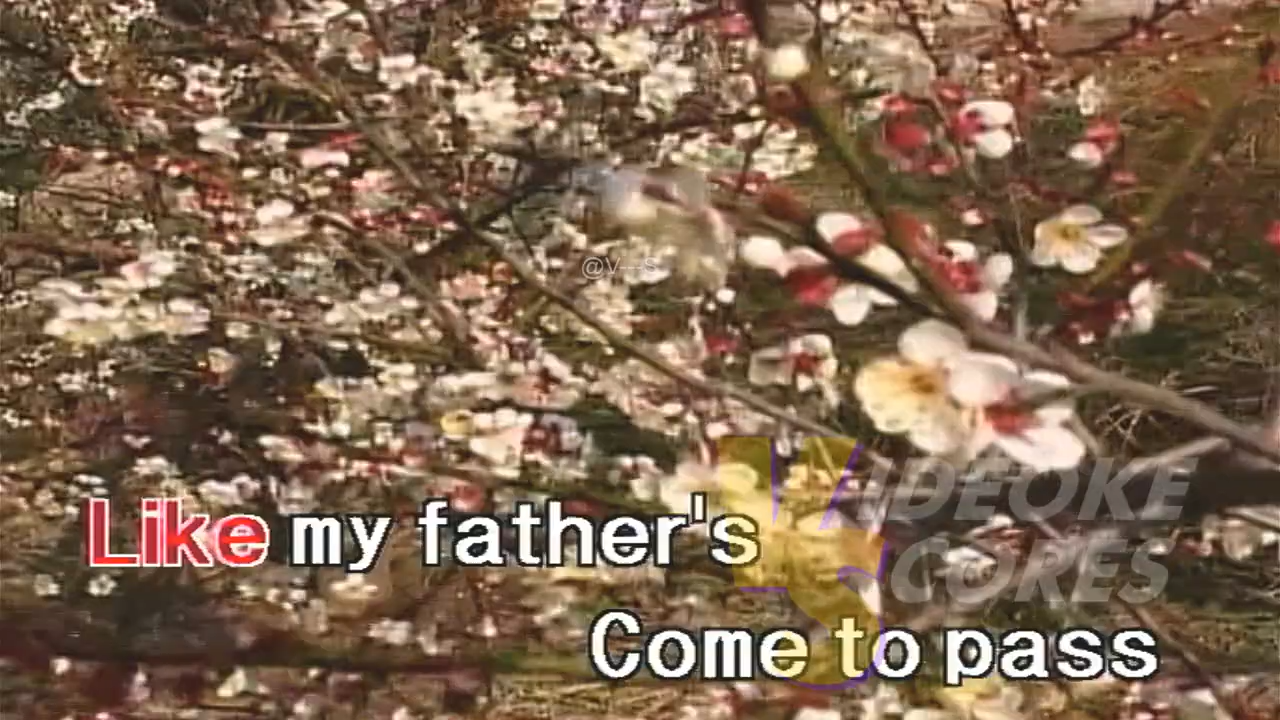 @V---S
VIDEOKE
SCORES
Like my father's
Come to pass